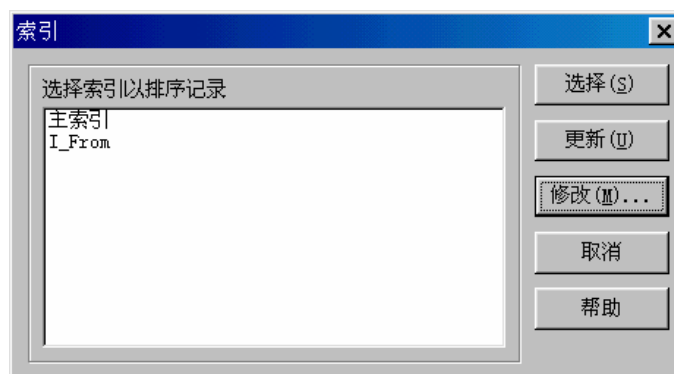 索引
选择索引以排序记录
主索引
I_From
选择(S)
更新(U)
修改(M)...
取消
帮助